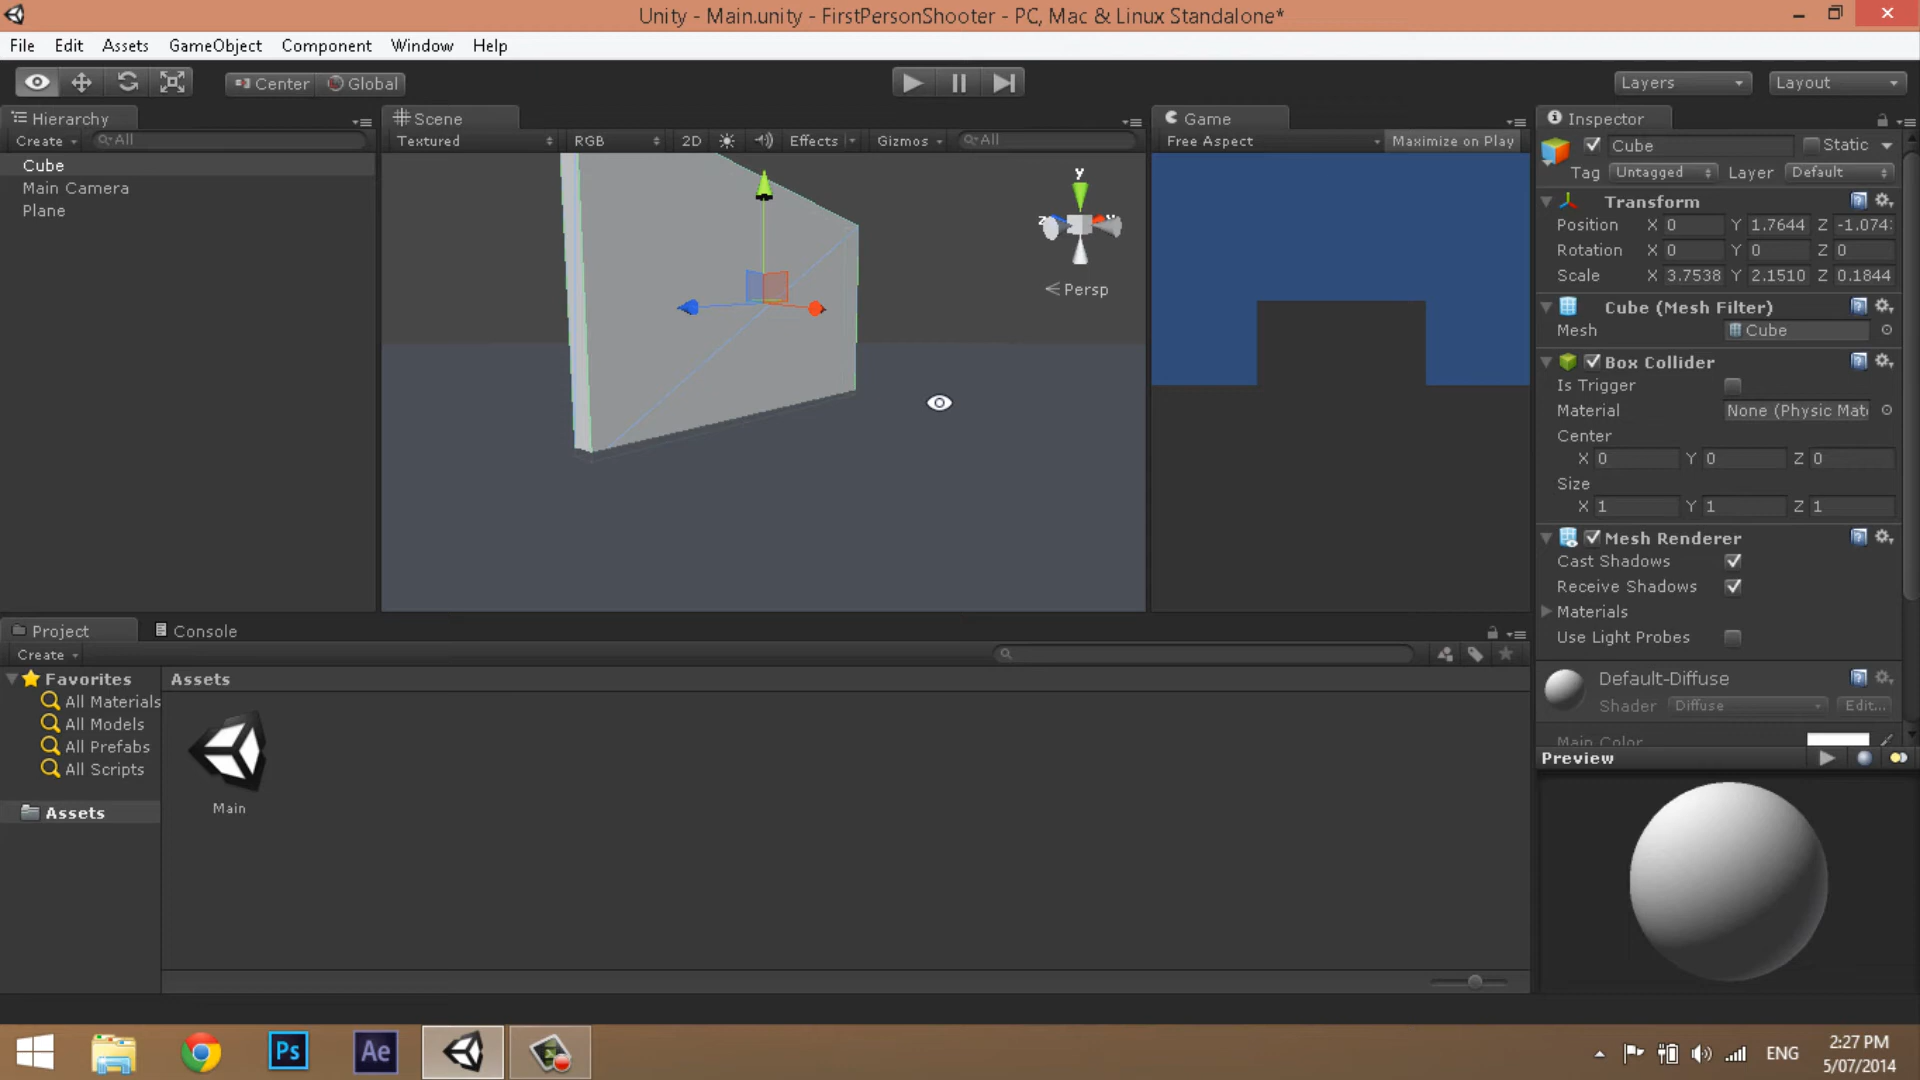 Unity - Main.unity - FirstPersonShooter - PC, Mac & Linux Standalone*
File Edit Assets GameObject Component Window Help
Center Global Layers Layout
Hierarchy
Create All
Cube
Main Camera
Plane
Scene
Textured RGB 2D Effects Gizmos All
y
z
Persp
Game
Free Aspect Maximize on Play
Inspector
Cube Static
Tag Untagged Layer Default
Transform
Position X 0 Y 1.7644 Z -1.074
Rotation X 0 Y 0 Z 0
Scale X 3.7538 Y 2.1510 Z 0.1844
Cube (Mesh Filter)
Mesh Cube
Box Collider
Is Trigger
Material None (Physic Mat
Center
X 0 Y 0 Z 0
Size
X 1 Y 1 Z 1
Mesh Renderer
Cast Shadows
Receive Shadows
Materials
Use Light Probes
Default-Diffuse
Shader Diffuse Edit...
Main Color
Preview
Project Console
Create
Favorites
All Materials
All Models
All Prefabs
All Scripts
Assets
Assets
Main
Ps Ae
ENG
2:27 PM
5/07/2014